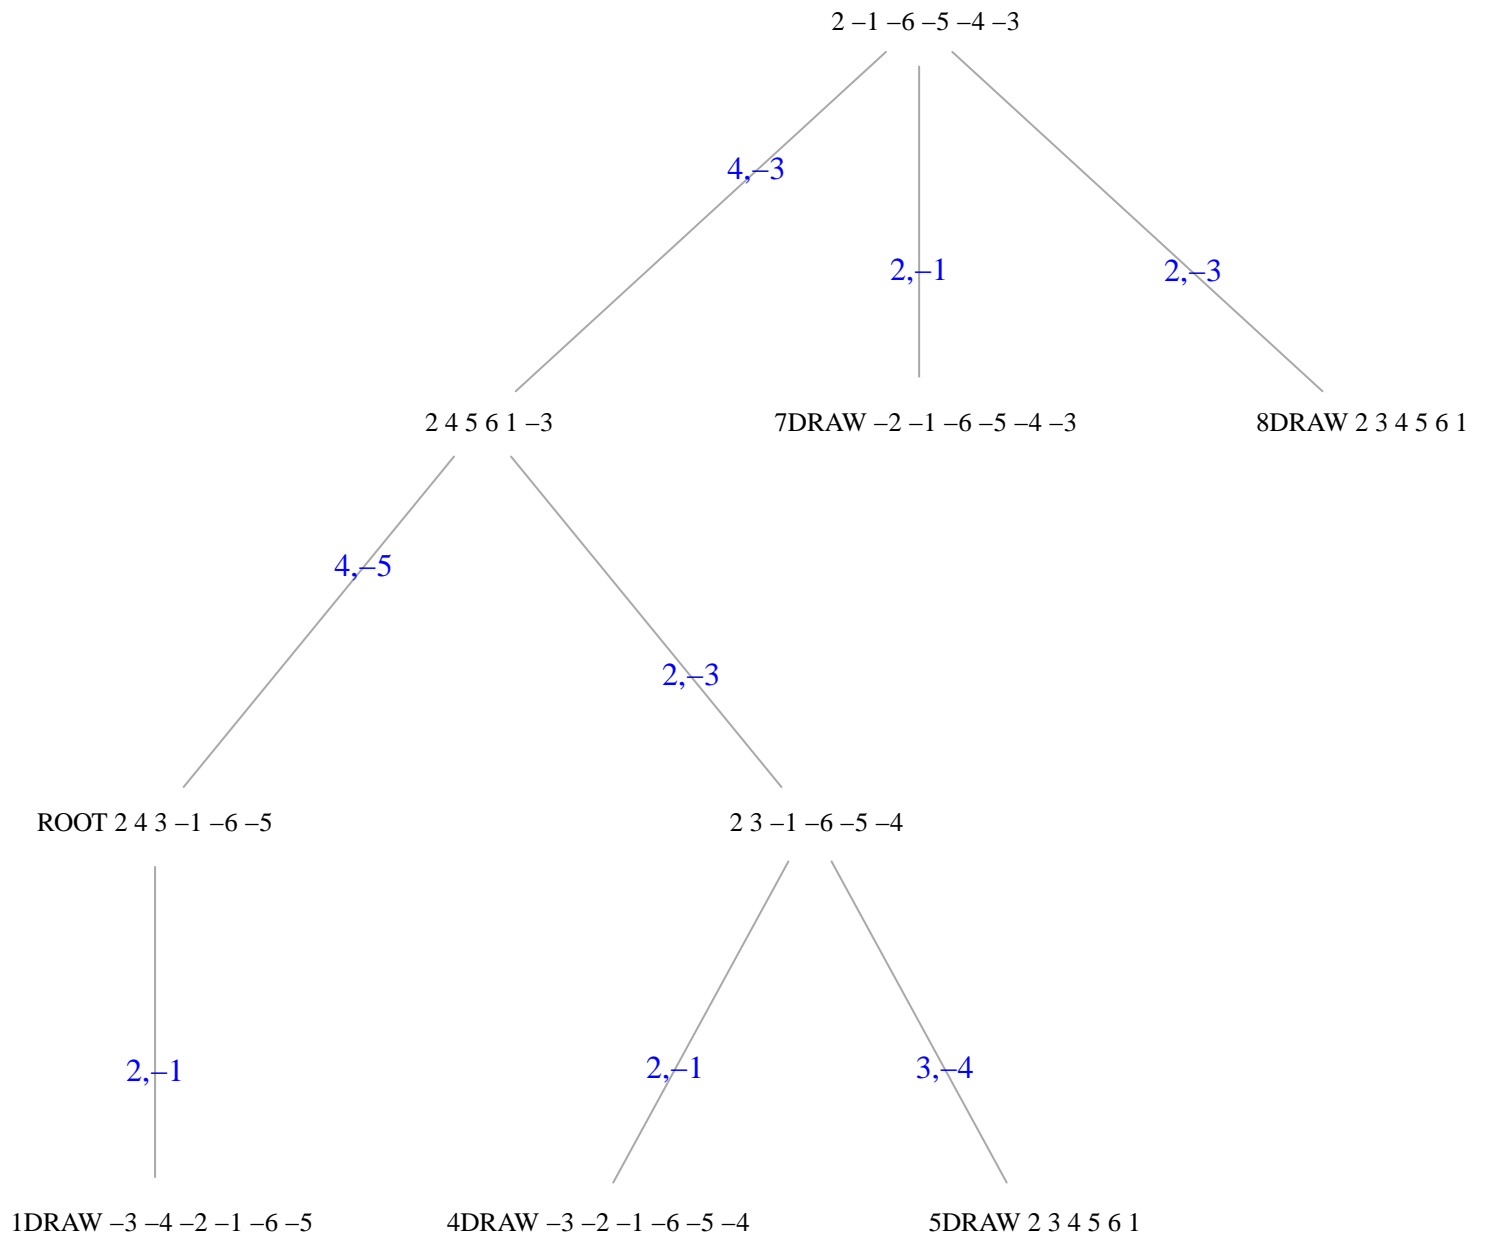 2 –1 –6 –5 –4 –3
4,–3
2,–1
2,–3
2 4 5 6 1 –3
7DRAW –2 –1 –6 –5 –4 –3
8DRAW 2 3 4 5 6 1
4,–5
2,–3
ROOT 2 4 3 –1 –6 –5
2 3 –1 –6 –5 –4
2,–1
2,–1
3,–4
1DRAW –3 –4 –2 –1 –6 –5
4DRAW –3 –2 –1 –6 –5 –4
5DRAW 2 3 4 5 6 1